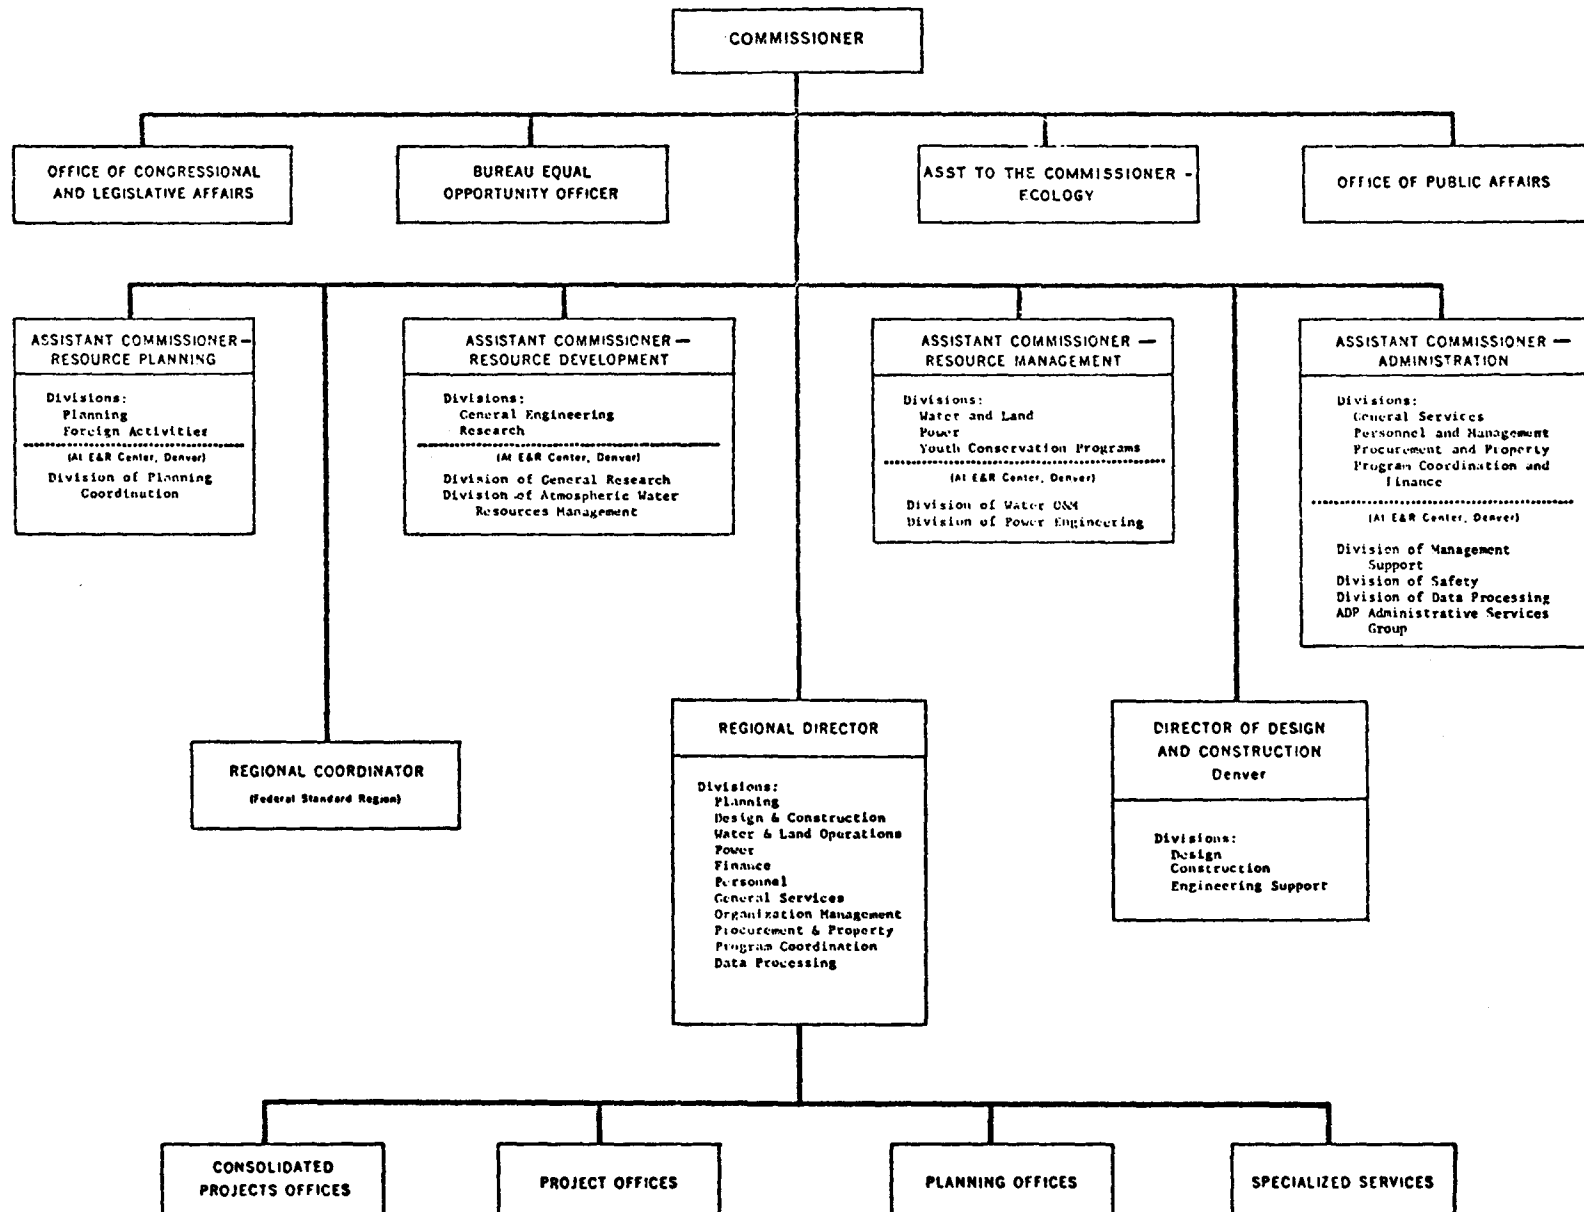 COMMISSIONER
OFFICE OF CONGRESSIONAL
AND LEGISLATIVE AFFAIRS
BUREAU EQUAL
OPPORTUNITY OFFICER
ASST TO THE COMMISSIONER -
ECOLOGY
OFFICE OF PUBLIC AFFAIRS
ASSISTANT COMMISSIONER —
RESOURCE PLANNING
Divisions:
Planning
Foreign Activities
(At E&R Center, Denver)
Division of Planning
Coordination
ASSISTANT COMMISSIONER —
RESOURCE DEVELOPMENT
Divisions:
General Engineering
Research
(At E&R Center, Denver)
Division of General Research
Division of Atmospheric Water
Resources Management
ASSISTANT COMMISSIONER —
RESOURCE MANAGEMENT
Divisions:
Water and Land
Power
Youth Conservation Programs
(At E&R Center, Denver)
Division of Water O&M
Division of Power Engineering
ASSISTANT COMMISSIONER —
ADMINISTRATION
Divisions:
General Services
Personnel and Management
Procurement and Property
Program Coordination and
Finance
(At E&R Center, Denver)
Division of Management
Support
Division of Safety
Division of Data Processing
ADP Administrative Services
Group
REGIONAL COORDINATOR
(Federal Standard Region)
REGIONAL DIRECTOR
Divisions:
Planning
Design & Construction
Water & Land Operations
Power
Finance
Personnel
General Services
Organization Management
Procurement & Property
Program Coordination
Data Processing
DIRECTOR OF DESIGN
AND CONSTRUCTION
Denver
Divisions:
Design
Construction
Engineering Support
CONSOLIDATED
PROJECTS OFFICES
PROJECT OFFICES
PLANNING OFFICES
SPECIALIZED SERVICES